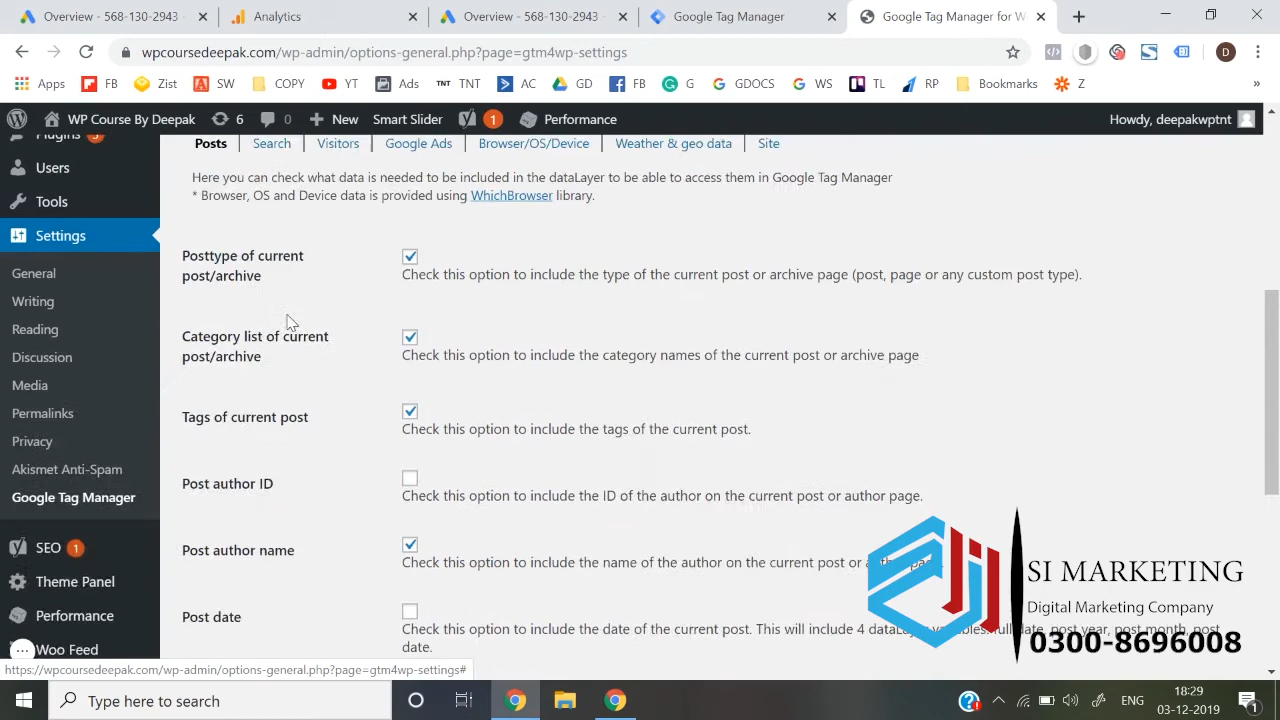 Overview - 568-130-2943
Analytics
Overview - 568-130-2943
Google Tag Manager
Google Tag Manager for W
wpcoursedeepak.com/wp-admin/options-general.php?page=gtm4wp-settings
D
Apps FB Zist SW COPY YT Ads TNT TNT AC GD FB G GDOCS WS TL RP Bookmarks Z »
WP Course By Deepak 6 0 New Smart Slider 1 Performance Howdy, deepakwptnt
Plugins
Users
Tools
Settings
General
Writing
Reading
Discussion
Media
Permalinks
Privacy
Akismet Anti-Spam
Google Tag Manager
SEO 1
Theme Panel
Performance
Woo Feed
Posts Search Visitors Google Ads Browser/OS/Device Weather & geo data Site
Here you can check what data is needed to be included in the dataLayer to be able to access them in Google Tag Manager
* Browser, OS and Device data is provided using WhichBrowser library.
Posttype of current
post/archive
Check this option to include the type of the current post or archive page (post, page or any custom post type).
Category list of current
post/archive
Check this option to include the category names of the current post or archive page
Tags of current post
Check this option to include the tags of the current post.
Post author ID
Check this option to include the ID of the author on the current post or author page.
Post author name
Check this option to include the name of the author on the current post or
Post date
Check this option to include the date of the current post. This will include 4 dataLayer variables: full date, post year, post month, post
date.
SI MARKETING
Digital Marketing Company
0300-8696008
https://wpcoursedeepak.com/wp-admin/options-general.php?page=gtm4wp-settings#
Type here to search
ENG
18:29
03-12-2019
1